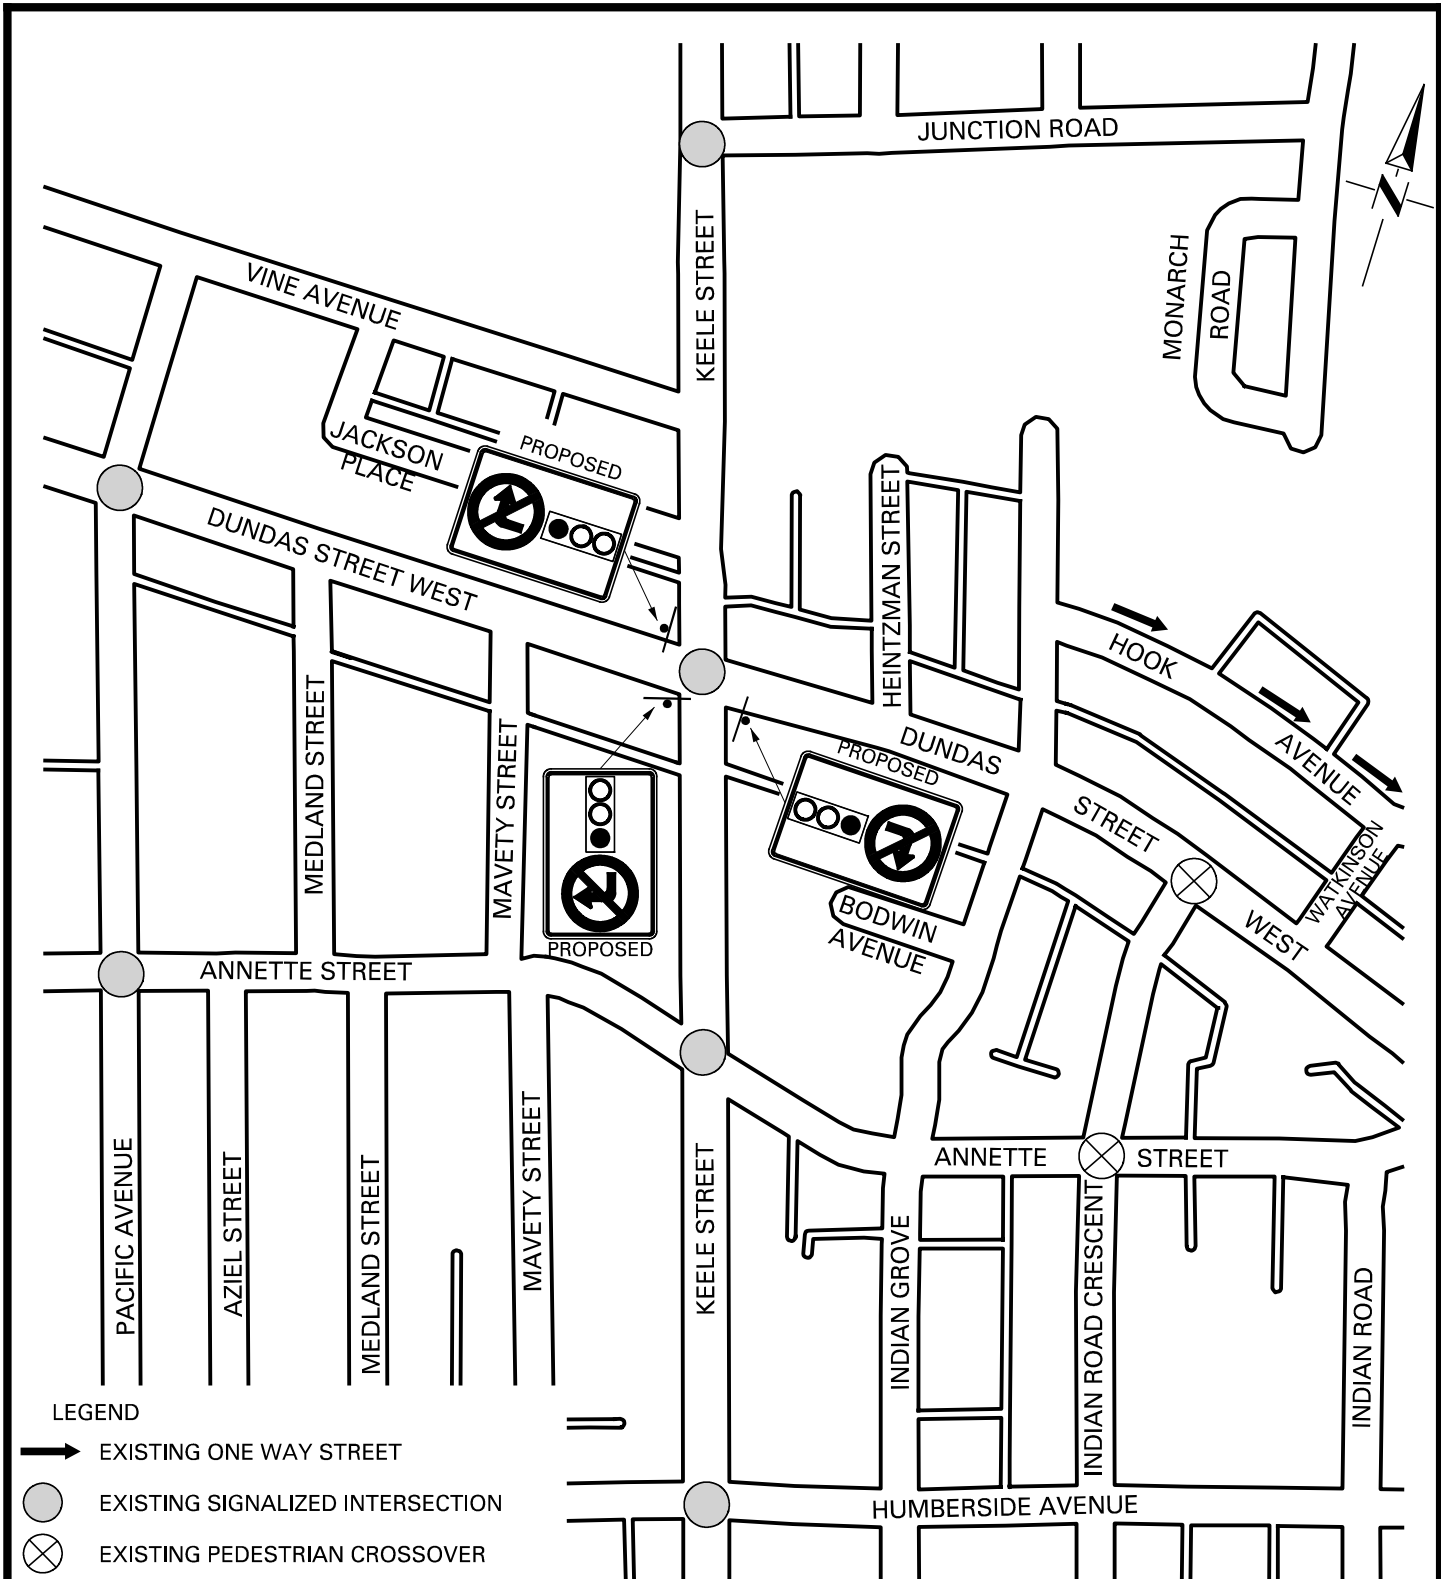 JUNCTION ROAD
N
KEELE STREET
MONARCH
ROAD
VINE AVENUE
JACKSON
PLACE
PROPOSED
DUNDAS STREET WEST
HEINTZMAN STREET
HOOK
AVENUE
MEDLAND STREET
MAVETY STREET
DUNDAS
STREET
WEST
PROPOSED
WATKINSON
AVENUE
BODWIN
AVENUE
PROPOSED
ANNETTE STREET
ANNETTE
STREET
PACIFIC AVENUE
AZIEL STREET
MEDLAND STREET
MAVETY STREET
KEELE STREET
INDIAN GROVE
INDIAN ROAD CRESCENT
INDIAN ROAD
HUMBERSIDE AVENUE
LEGEND
EXISTING ONE WAY STREET
EXISTING SIGNALIZED INTERSECTION
EXISTING PEDESTRIAN CROSSOVER